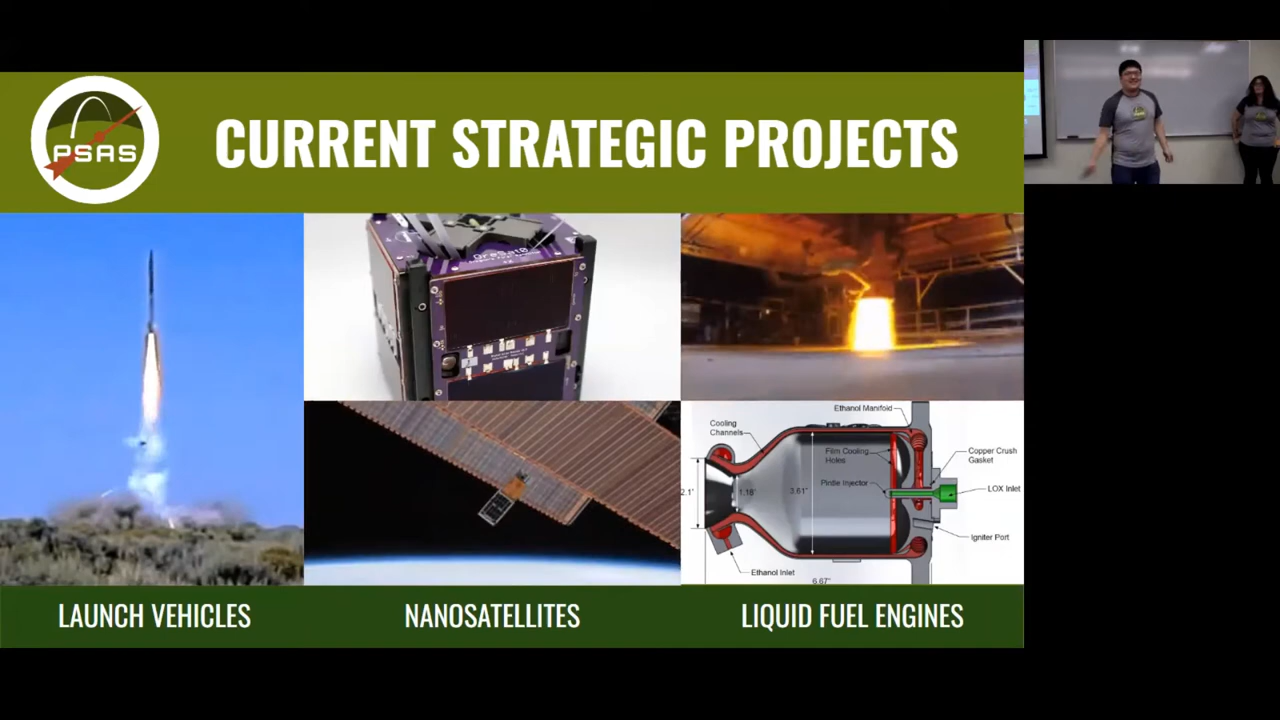 PSAS
CURRENT STRATEGIC PROJECTS
OreSat0
Ethanol Manifold
Cooling
Channels
Film Cooling
Holes
Copper Crush
Gasket
Pintle Injector
LOX Inlet
2.1"
1.18"
3.61"
Igniter Port
Ethanol Inlet
6.67"
LAUNCH VEHICLES
NANOSATELLITES
LIQUID FUEL ENGINES